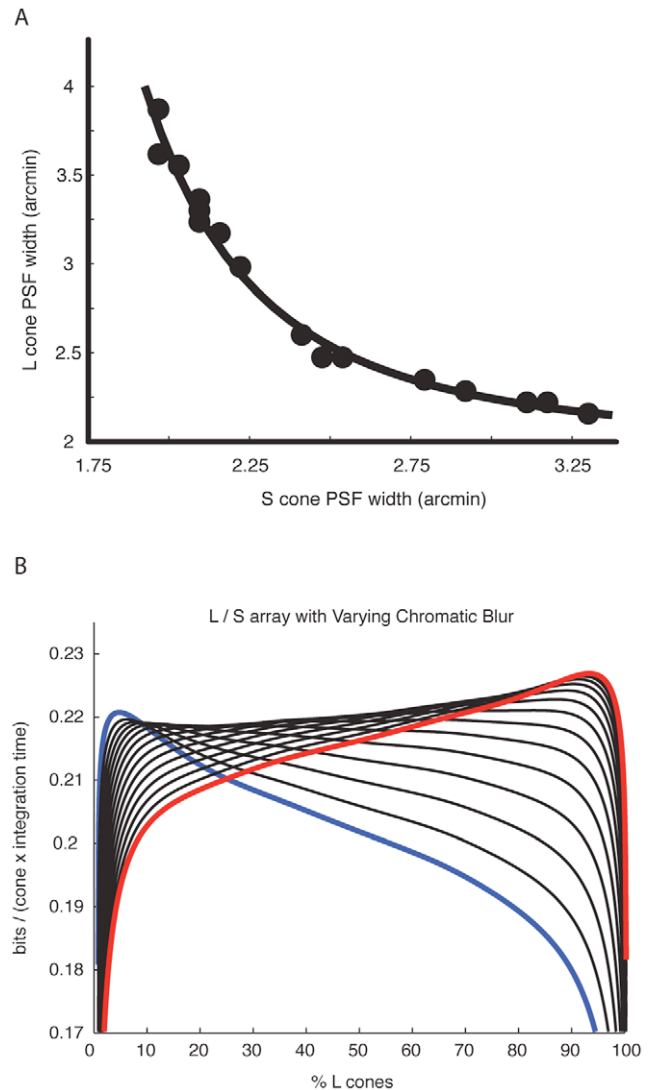 A
4
3.5
3
2.5
2
L cone PSF width (arcmin)
1.75
2.25
2.75
3.25
S cone PSF width (arcmin)
B
L / S array with Varying Chromatic Blur
0.23
0.22
0.21
0.2
0.19
0.18
0.17
bits / (cone x integration time)
0 10 20 30 40 50 60 70 80 90 100
% L cones